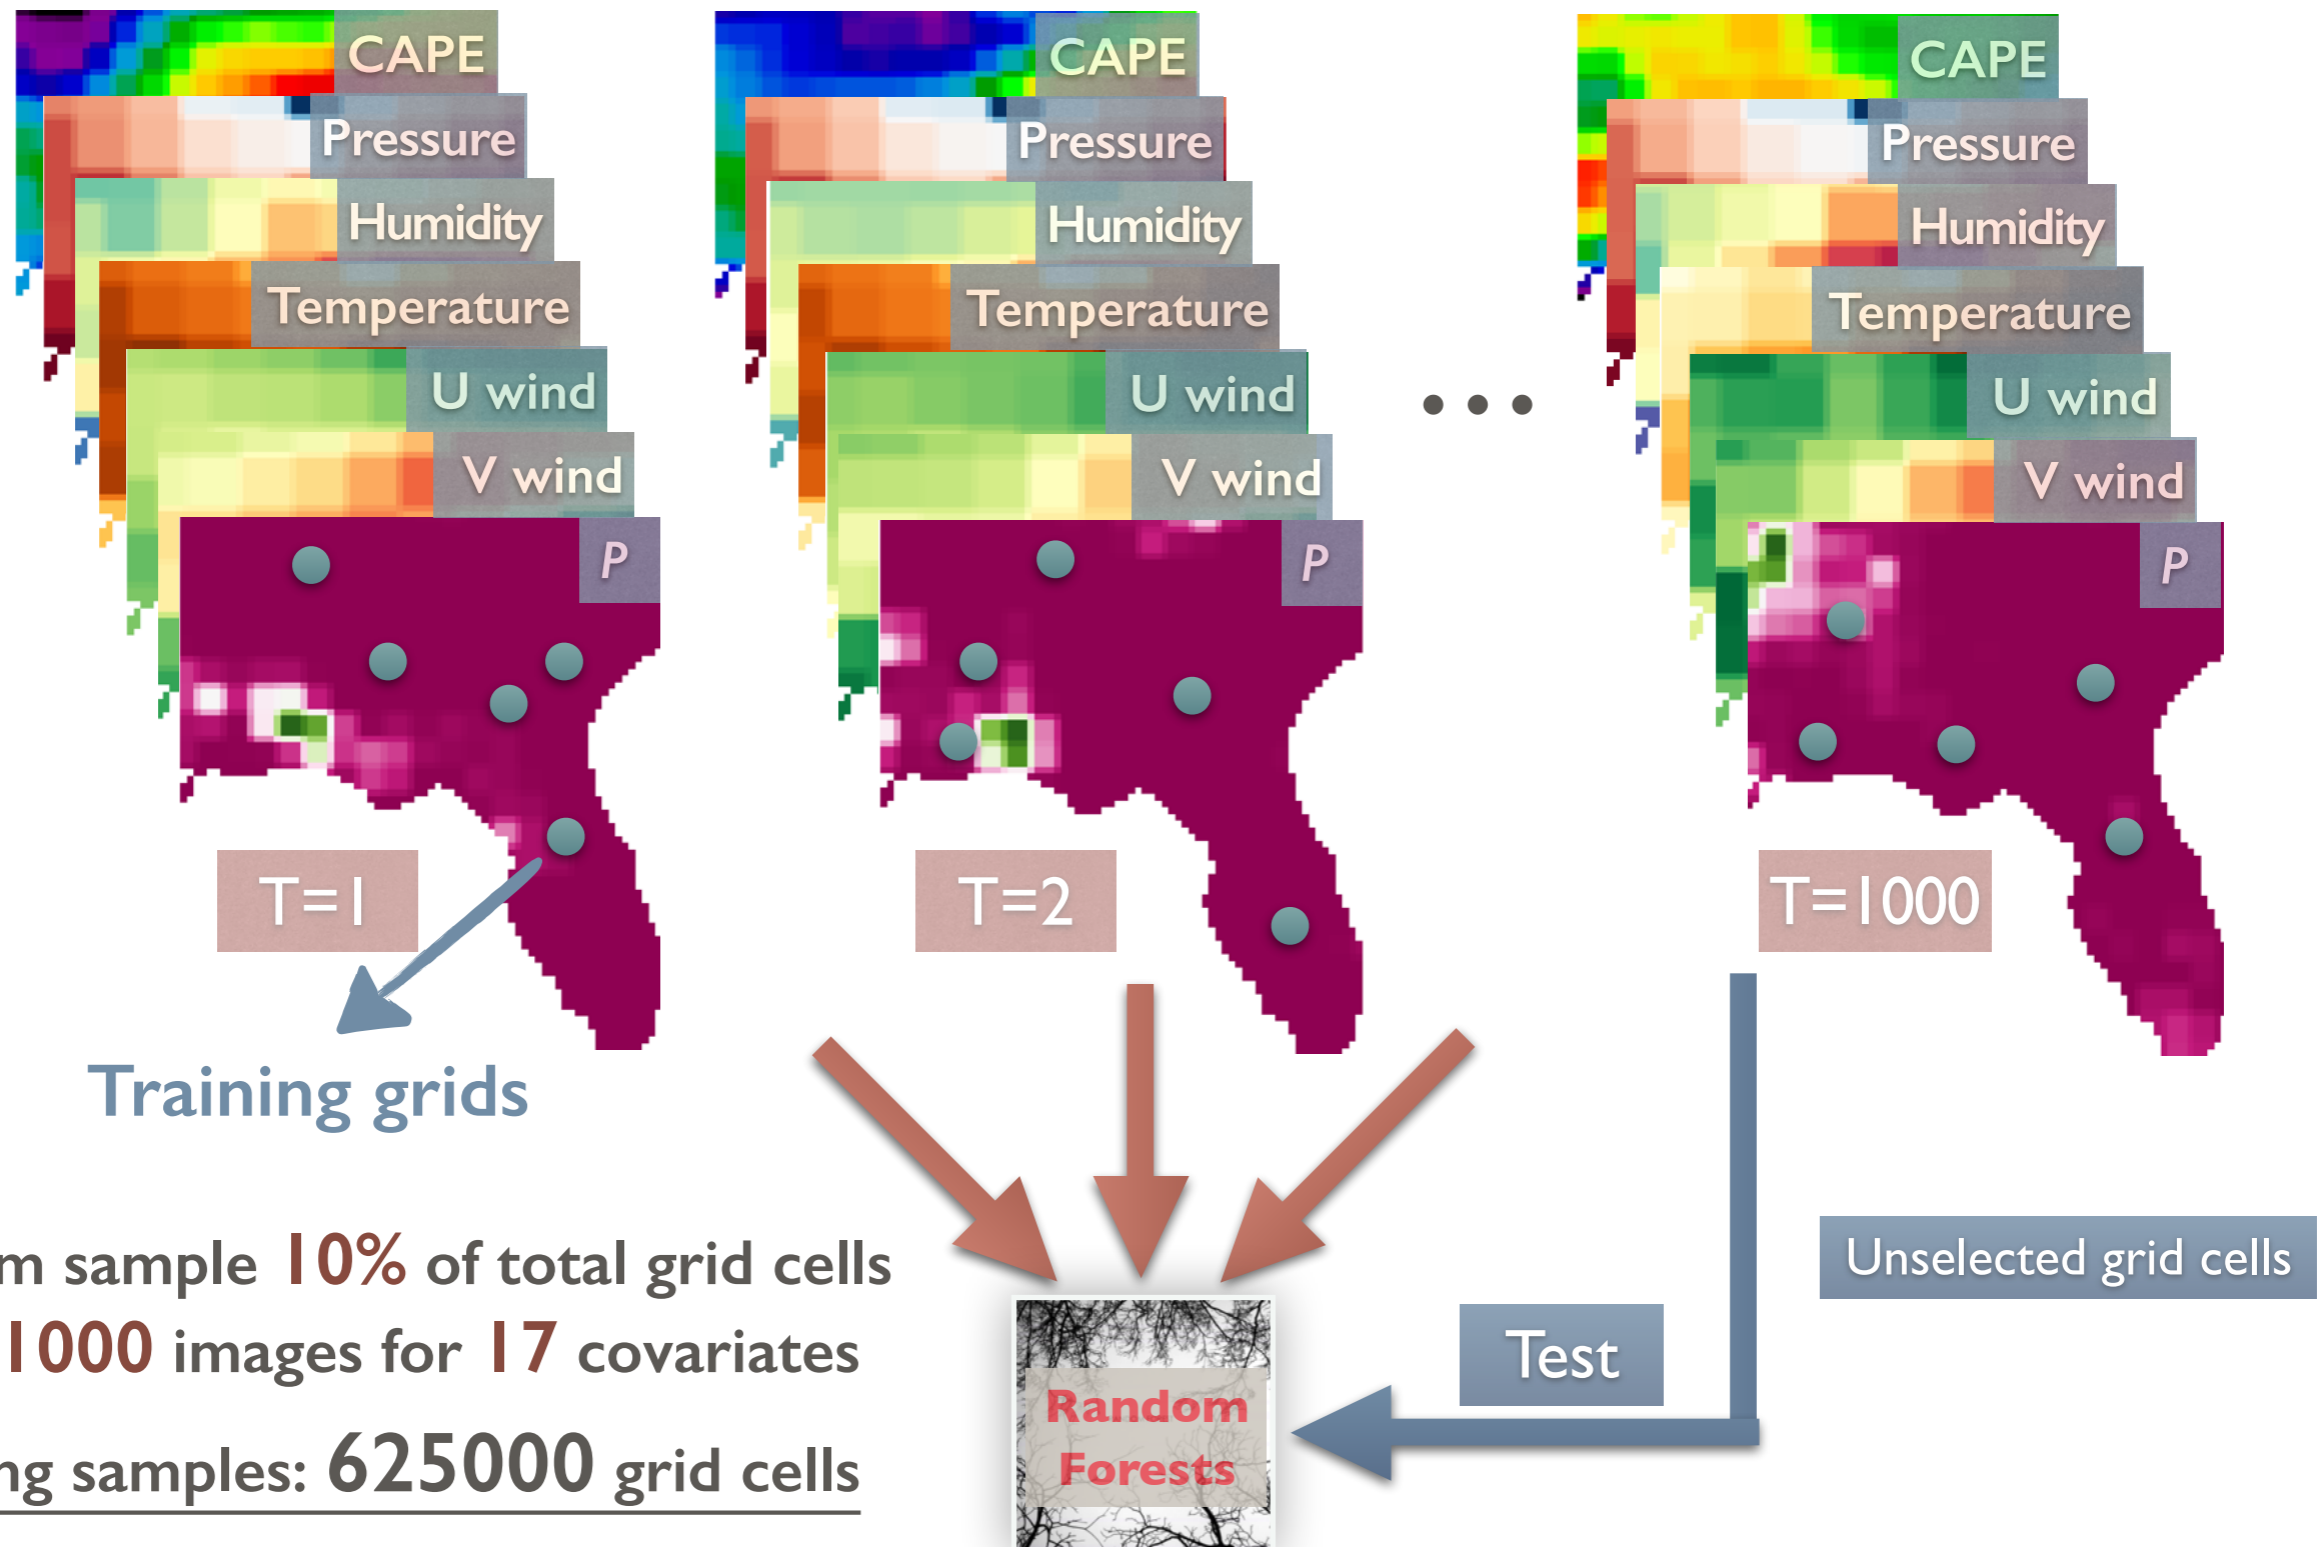 CAPE
Pressure
Humidity
Temperature
U wind
V wind
P
T=1
CAPE
Pressure
Humidity
Temperature
U wind
V wind
P
T=2
...
CAPE
Pressure
Humidity
Temperature
U wind
V wind
P
T=1000
Training grids
sample 10% of total grid cells
1000 images for 17 covariates
samples: 625000 grid cells
Random
Forests
Test
Unselected grid cells